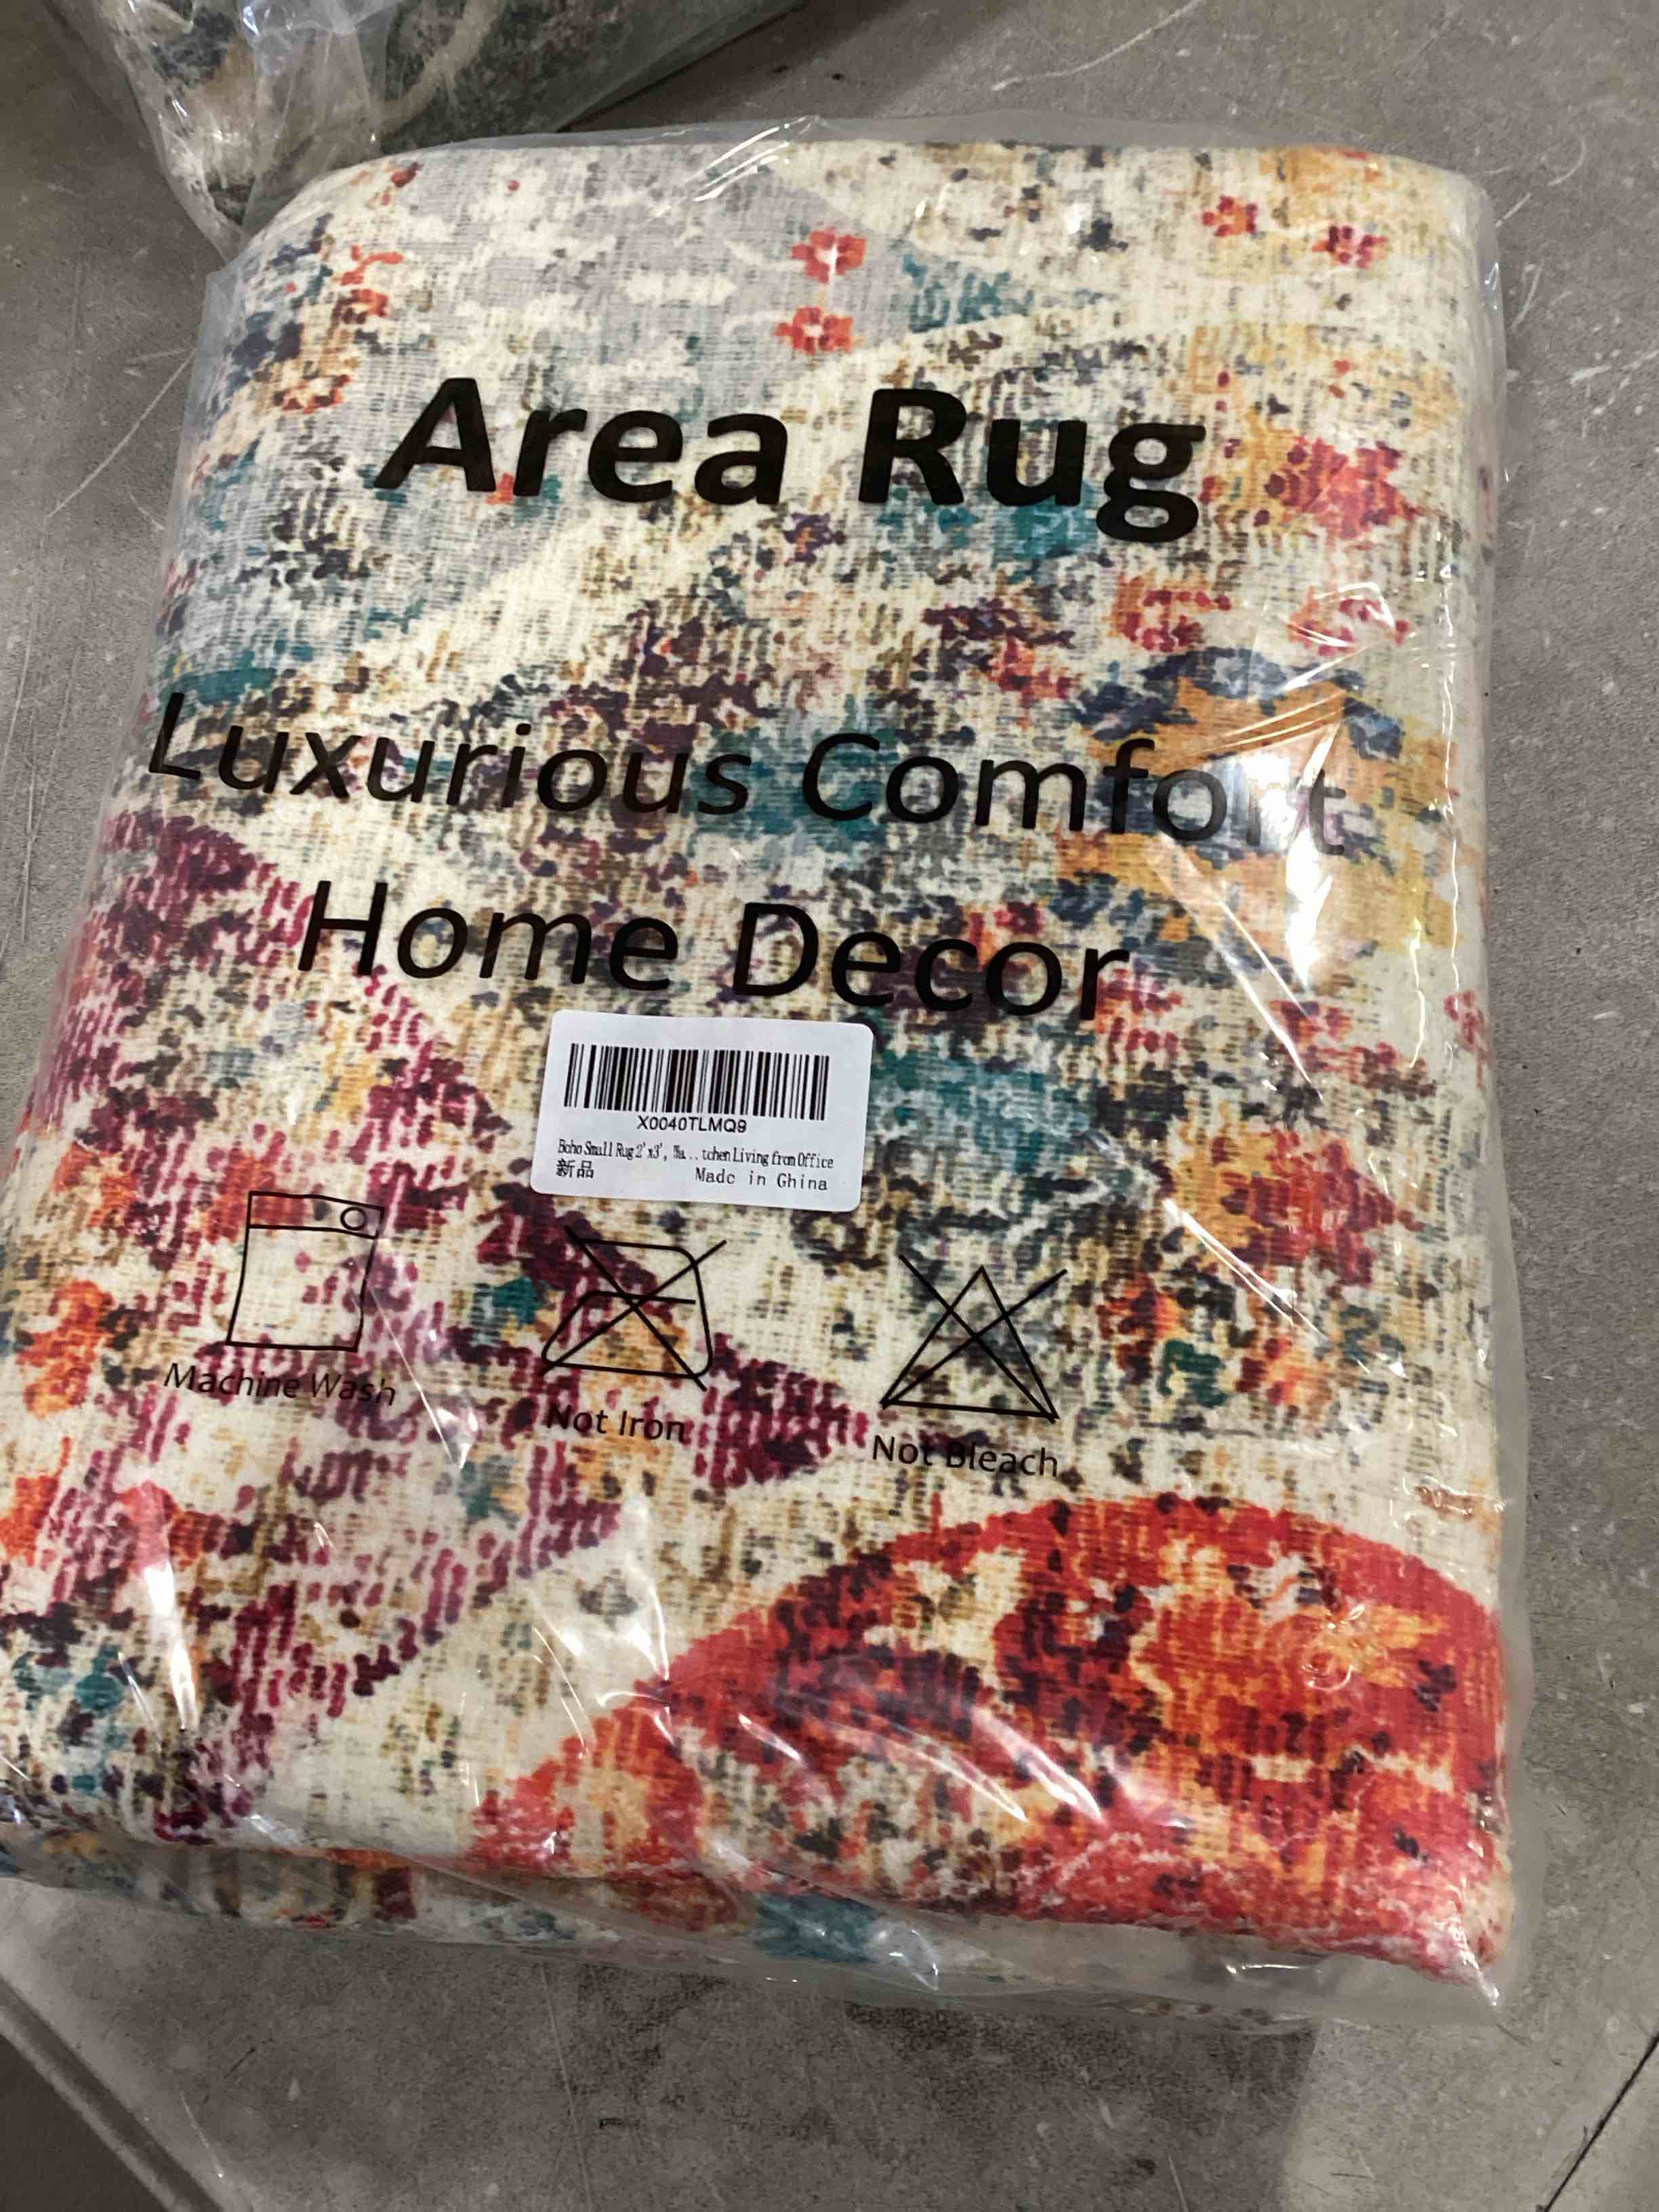 Area Rug
Luxurious Comfort
Home Decor
X0040TLMQ9
Boho Small Rug 2'x3', Wa...tchen Living from Office
新品 Made in China
Machine Wash
Not Iron
Not Bleach